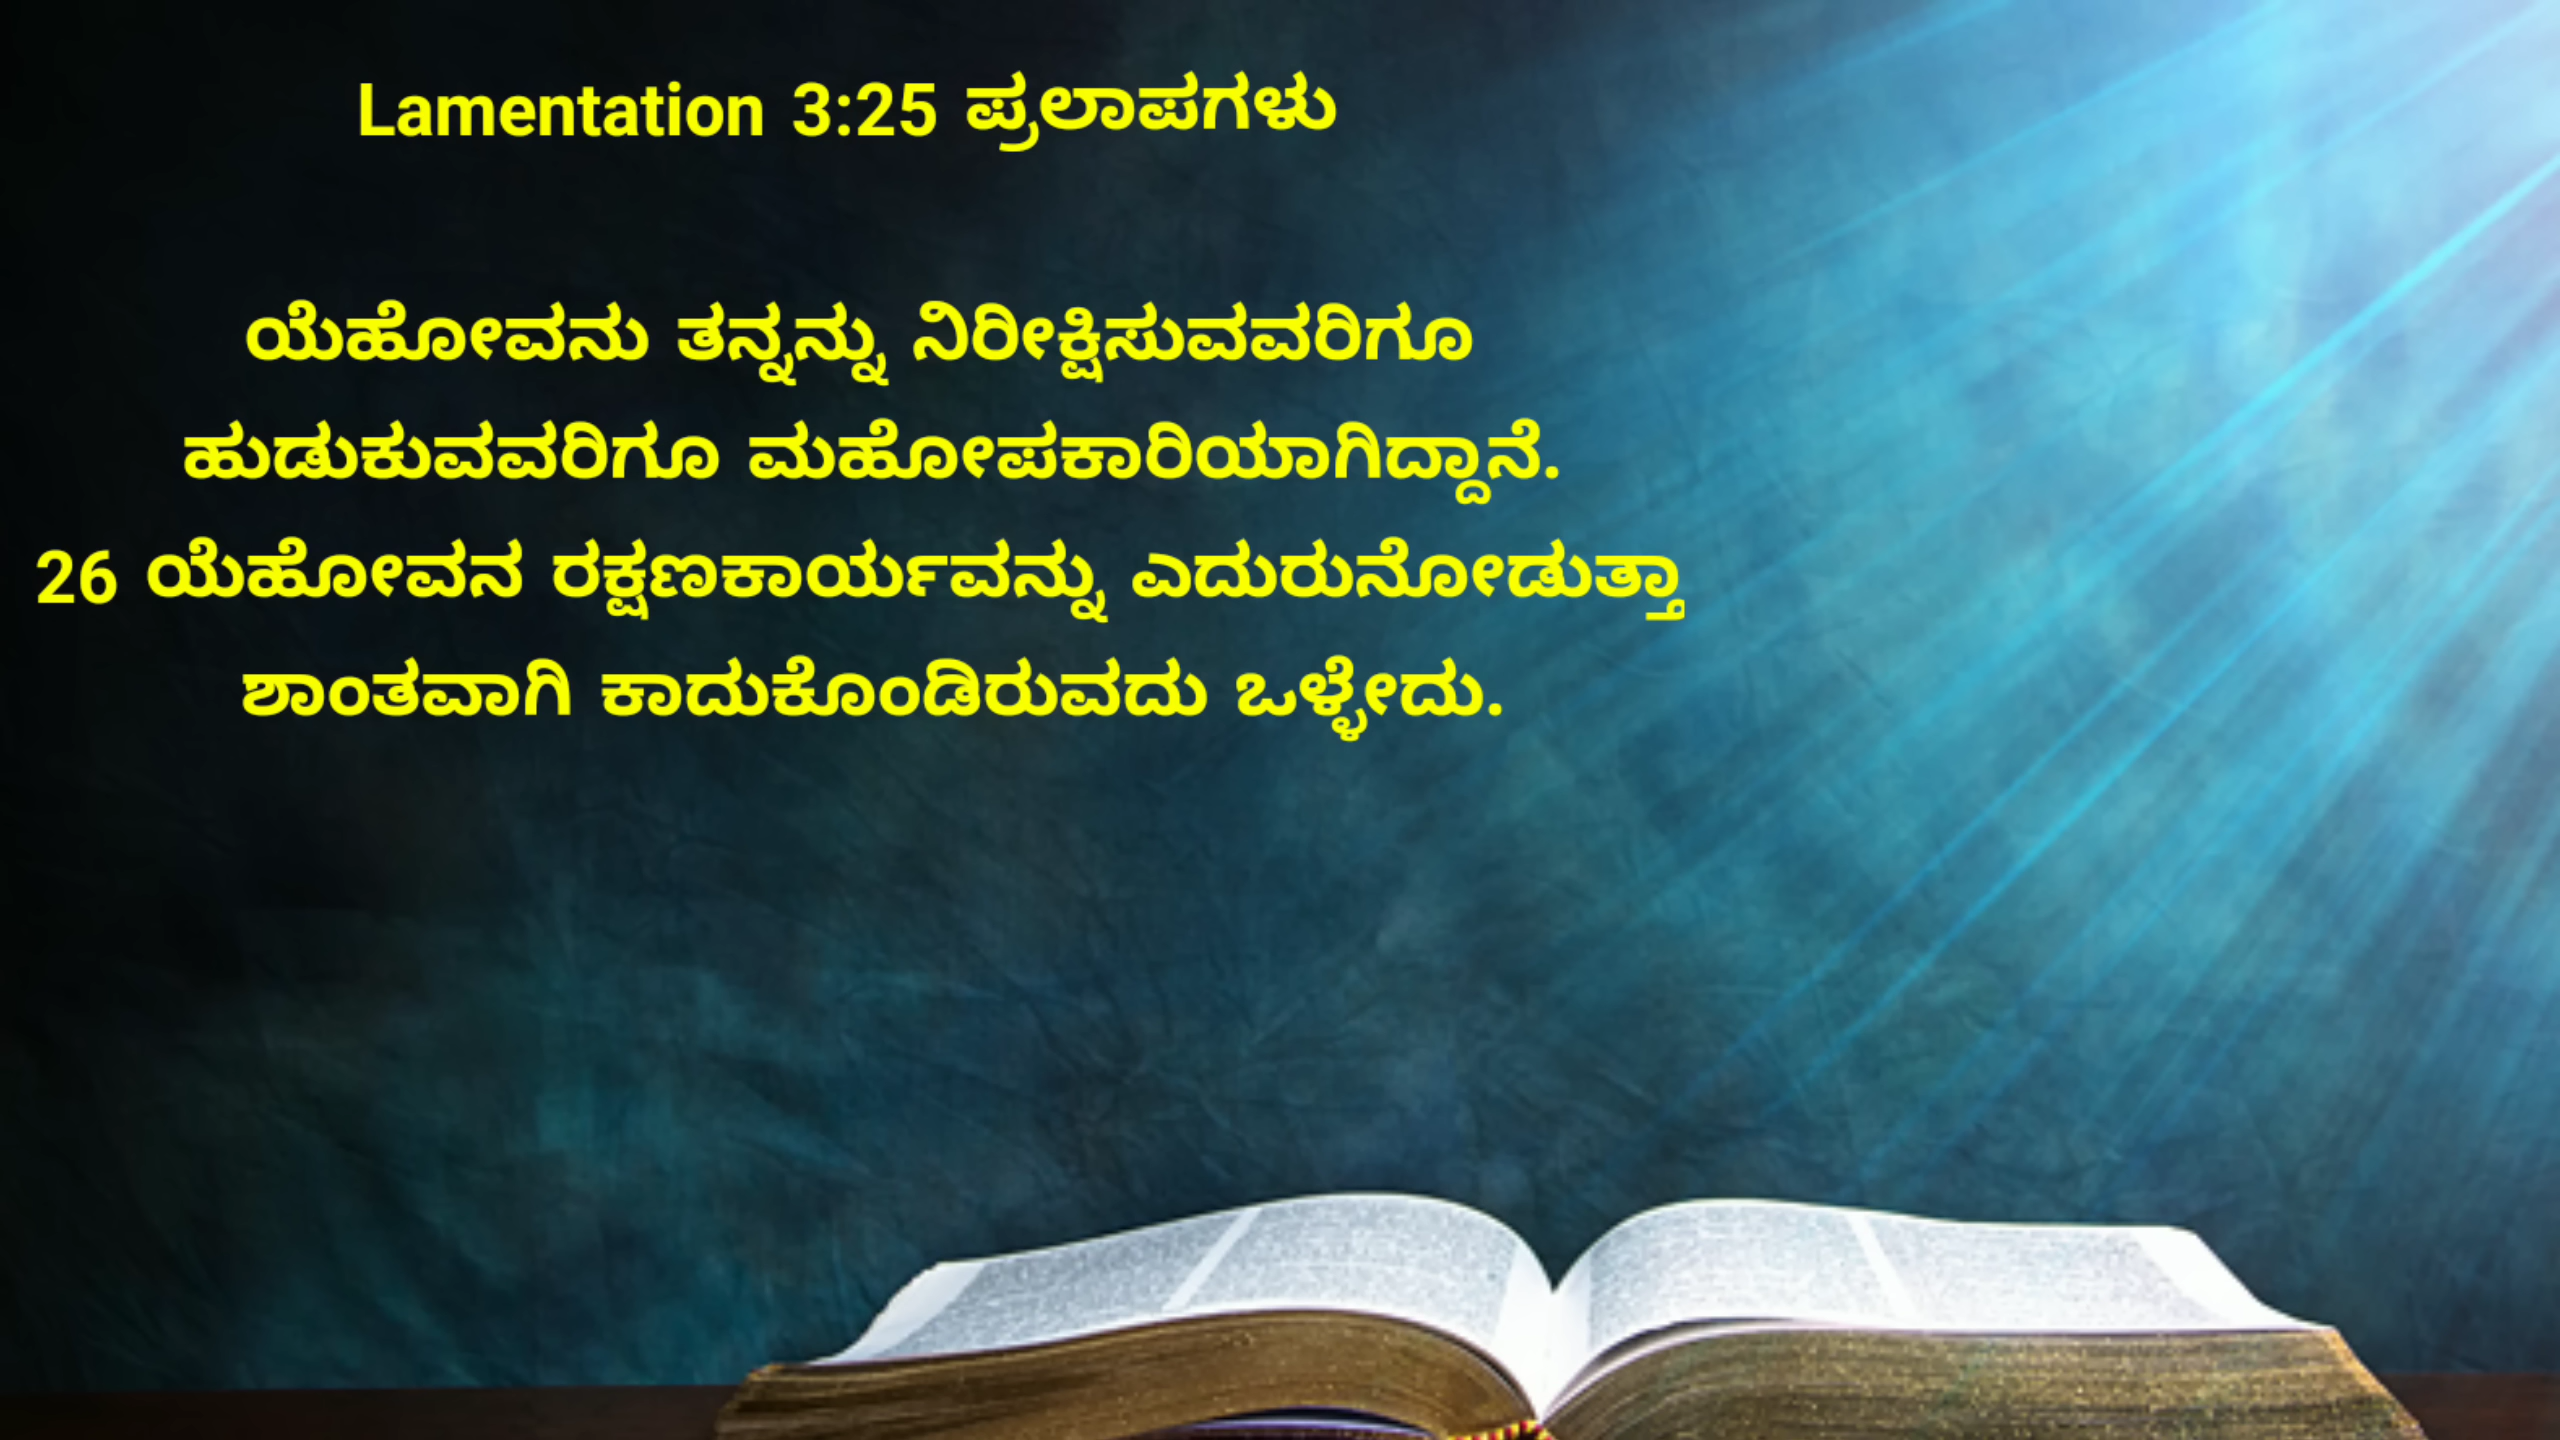 Lamentation 3:25 ಪ್ರಲಾಪಗಳು
ಯೆಹೋವನು ತನ್ನನ್ನು ನಿರೀಕ್ಷಿಸುವವರಿಗೂ
ಹುಡುಕುವವರಿಗೂ ಮಹೋಪಕಾರಿಯಾಗಿದ್ದಾನೆ.
26 ಯೆಹೋವನ ರಕ್ಷಣಕಾರ್ಯವನ್ನು ಎದುರುನೋಡುತ್ತಾ
ಶಾಂತವಾಗಿ ಕಾದುಕೊಂಡಿರುವದು ಒಳ್ಳೇದು.